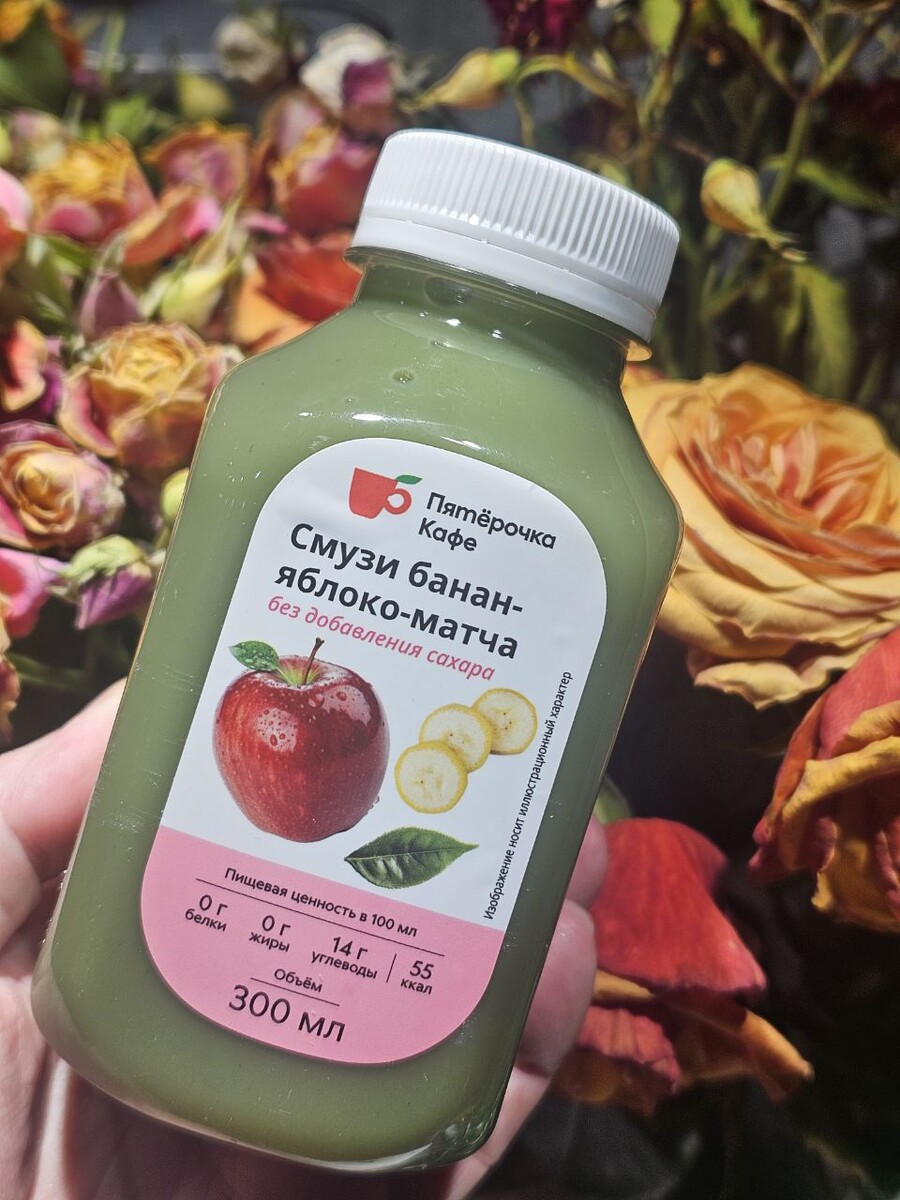 Пятёрочка
Кафе
Смузи банан-
яблоко-матча
без добавления сахара
Изображение носит иллюстрационный характер
Пищевая ценность в 100 мл
0 г 0 г 14 г 55
белки жиры углеводы ккал
Объём
300 мл